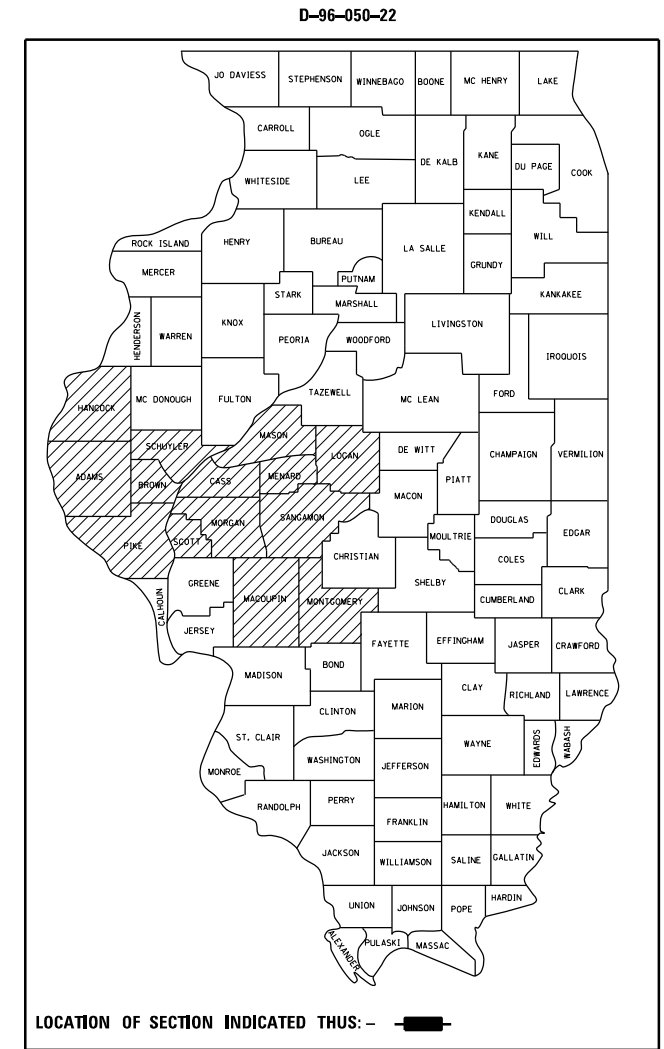 D-96-050-22
JO DAVIESS
STEPHENSON
WINNEBAGO
BOONE
MC HENRY
LAKE
CARROLL
OGLE
DE KALB
KANE
DU PAGE
COOK
WHITESIDE
LEE
KENDALL
ROCK ISLAND
HENRY
BUREAU
LA SALLE
GRUNDY
WILL
MERCER
PUTNAM
STARK
MARSHALL
KANKAKEE
HENDERSON
WARREN
KNOX
PEORIA
WOODFORD
LIVINGSTON
IROQUOIS
HANCOCK
MC DONOUGH
FULTON
TAZEWELL
MC LEAN
FORD
SCHUYLER
MASON
LOGAN
DE WITT
CHAMPAIGN
VERMILION
ADAMS
BROWN
CASS
MENARD
PIATT
MACON
PIKE
SCOTT
MORGAN
SANGAMON
DOUGLAS
MOULTRIE
EDGAR
CHRISTIAN
COLES
CALHOUN
GREENE
MACOUPIN
MONTGOMERY
SHELBY
CUMBERLAND
CLARK
JERSEY
FAYETTE
EFFINGHAM
JASPER
CRAWFORD
MADISON
BOND
CLAY
RICHLAND
LAWRENCE
CLINTON
MARION
ST. CLAIR
WAYNE
EDWARDS
WABASH
MONROE
WASHINGTON
JEFFERSON
RANDOLPH
PERRY
HAMILTON
WHITE
FRANKLIN
JACKSON
WILLIAMSON
SALINE
GALLATIN
UNION
JOHNSON
POPE
HARDIN
ALEXANDER
PULASKI
MASSAC
LOCATION OF SECTION INDICATED THUS: -